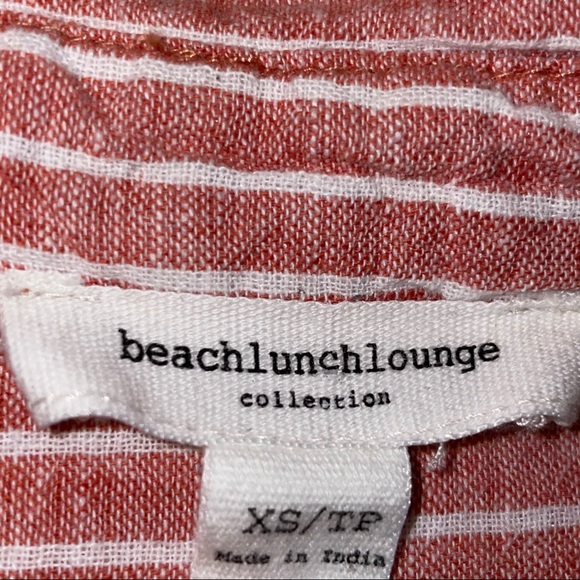 beachlunchlounge
collection
XS/TP
Made in India